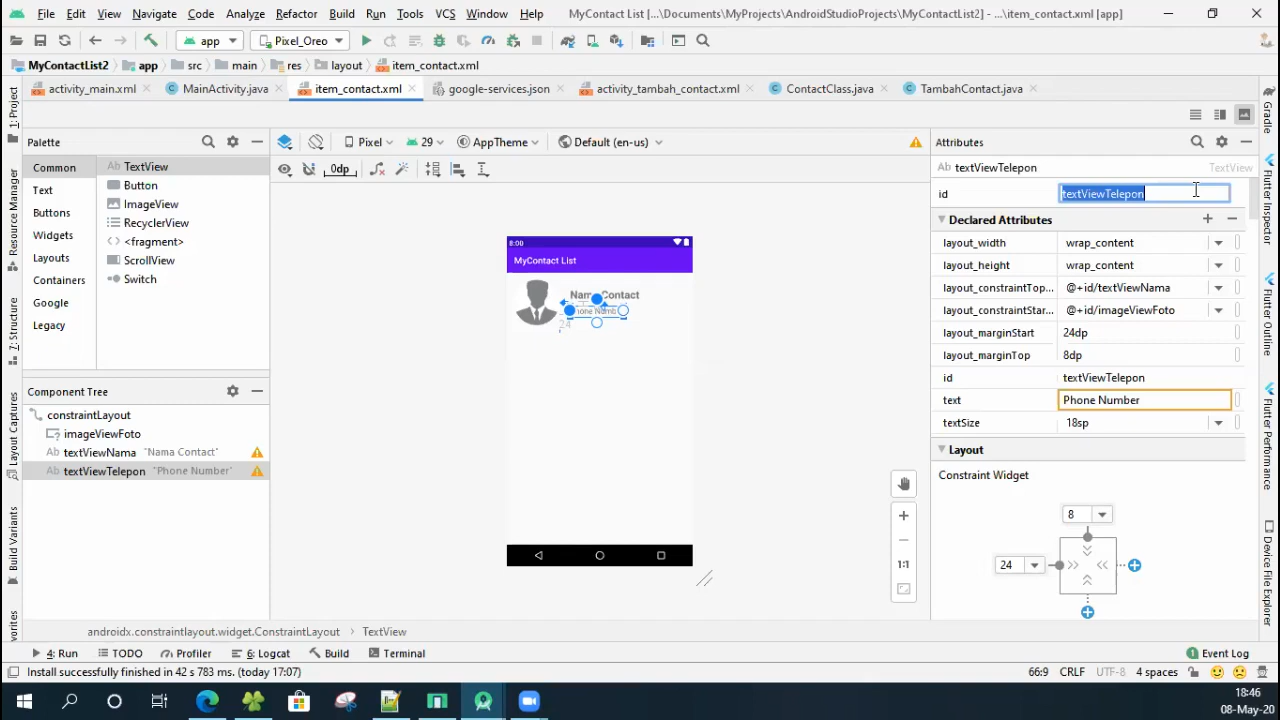 File Edit View Navigate Code Analyze Refactor Build Run Tools VCS Window Help MyContact List [...\Documents\MyProjects\AndroidStudioProjects\MyContactList2] - ...\item_contact.xml [app]
app Pixel_Oreo
MyContactList2 app src main res layout item_contact.xml
activity_main.xml MainActivity.java item_contact.xml google-services.json activity_tambah_contact.xml ContactClass.java TambahContact.java
1: Project
Resource Manager
7: Structure
Layout Captures
Build Variants
Palette
Common
Text
Buttons
Widgets
Layouts
Containers
Google
Legacy
Ab TextView
Button
ImageView
RecyclerView
<fragment>
ScrollView
Switch
Component Tree
constraintLayout
imageViewFoto
Ab textViewNama "Nama Contact"
Ab textViewTelepon "Phone Number"
Pixel 29 AppTheme Default (en-us)
0dp
8:00
MyContact List
24
1:1
Attributes
Ab textViewTelepon TextView
id textViewTelepon
Declared Attributes
layout_width wrap_content
layout_height wrap_content
layout_constraintTop... @+id/textViewNama
layout_constraintStar... @+id/imageViewFoto
layout_marginStart 24dp
layout_marginTop 8dp
id textViewTelepon
text Phone Number
textSize 18sp
Layout
Constraint Widget
8
24
Gradle
Flutter Inspector
Flutter Outline
Flutter Performance
Device File Explorer
androidx.constraintlayout.widget.ConstraintLayout TextView
4: Run TODO Profiler 6: Logcat Build Terminal 1 Event Log
Install successfully finished in 42 s 783 ms. (today 17:07) 66:9 CRLF UTF-8 4 spaces
18:46
08-May-20